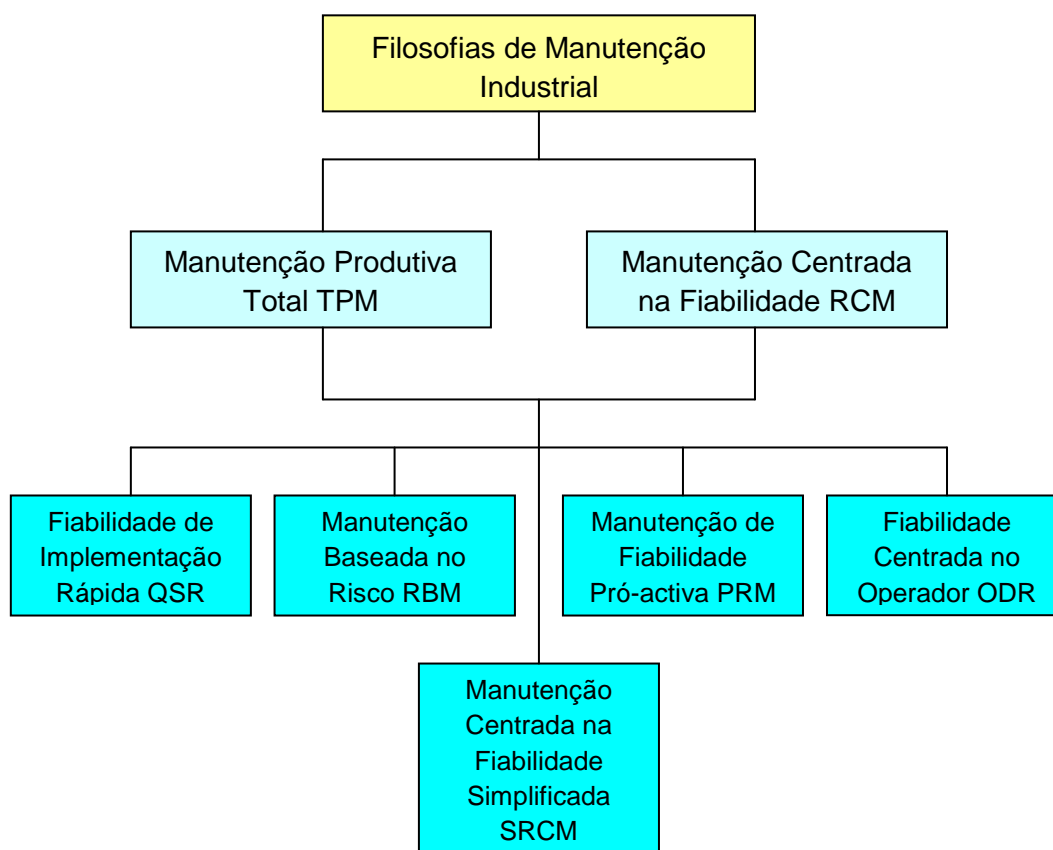 Filosofias de Manutenção
Industrial
Manutenção Produtiva
Total TPM
Manutenção Centrada
na Fiabilidade RCM
Fiabilidade de
Implementação
Rápida QSR
Manutenção
Baseada no
Risco RBM
Manutenção de
Fiabilidade
Pró-activa PRM
Fiabilidade
Centrada no
Operador ODR
Manutenção
Centrada na
Fiabilidade
Simplificada
SRCM